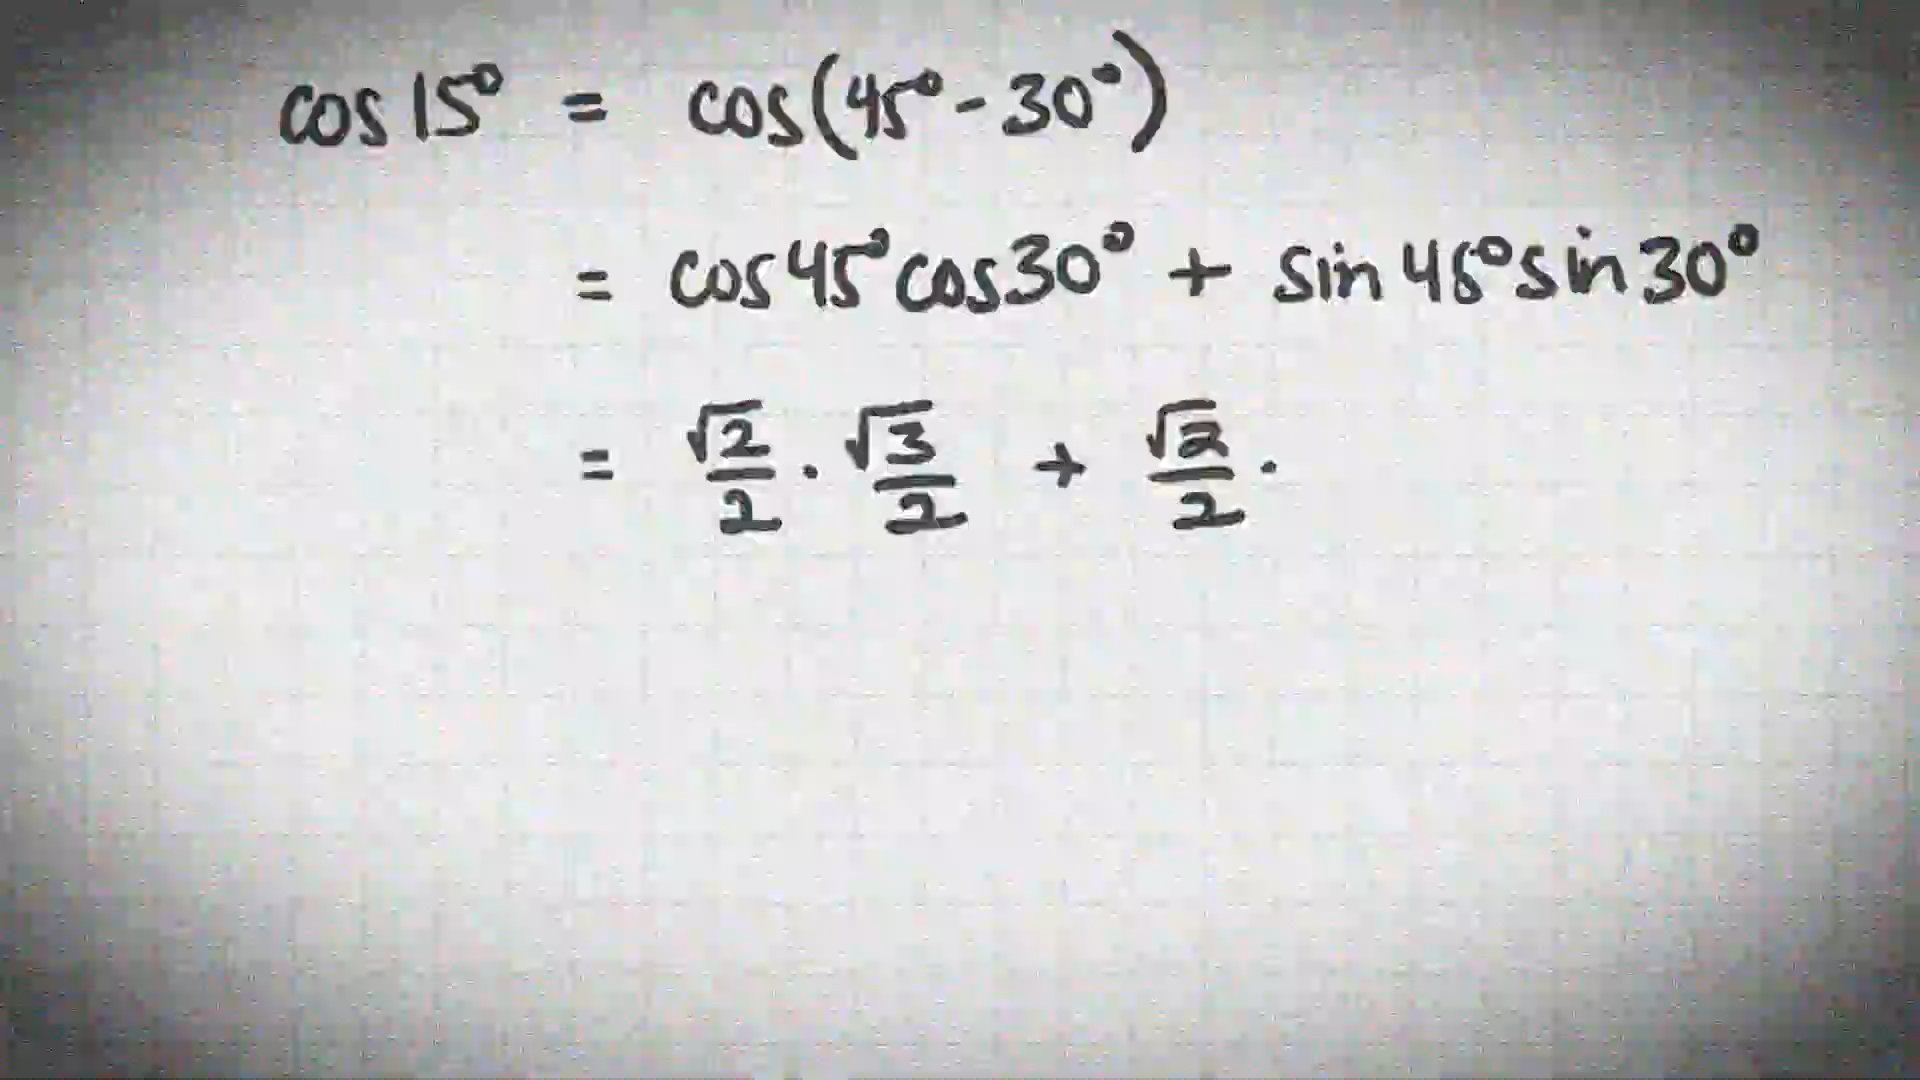 cos 15° = cos(45° - 30°)
= cos 45° cos 30° + sin 45° sin 30°
= √2/2 · √3/2 + √2/2 ·